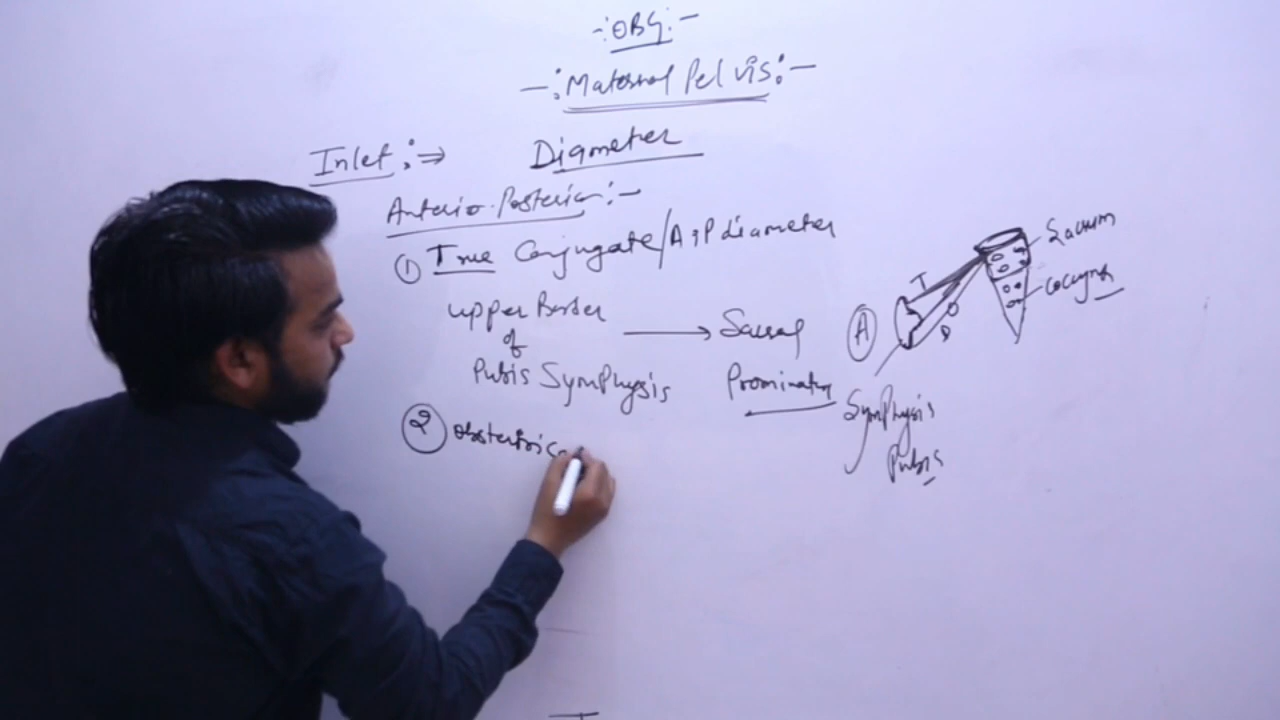 -:OBG:-
-:Maternal Pelvis:-
Inlet:⇒ Diameter
Anterio-Posterior:-
① True Conjugate/A:P diameter
upper Border
of
Pubis Symphysis → Sacral
Prominatory
② Obstetrica
Sacrum
coccyx
T
O
D
A
Symphysis
Pubis